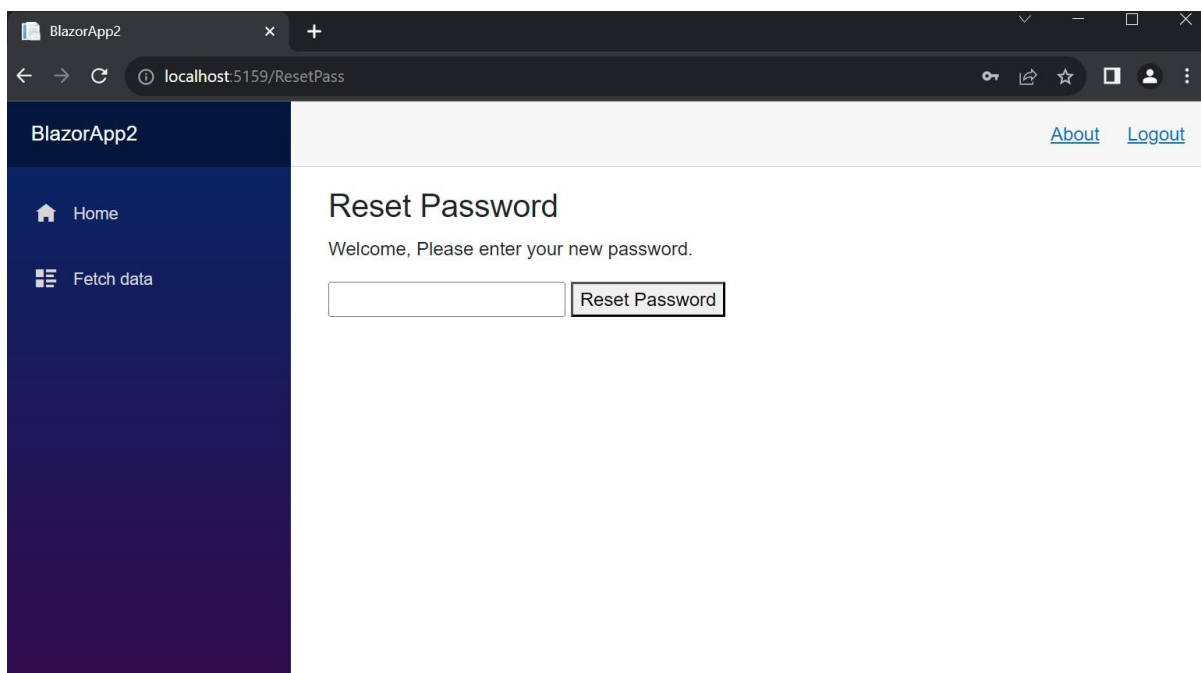 BlazorApp2
localhost:5159/ResetPass
BlazorApp2
About Logout
Home
Reset Password
Welcome, Please enter your new password.
Fetch data
Reset Password